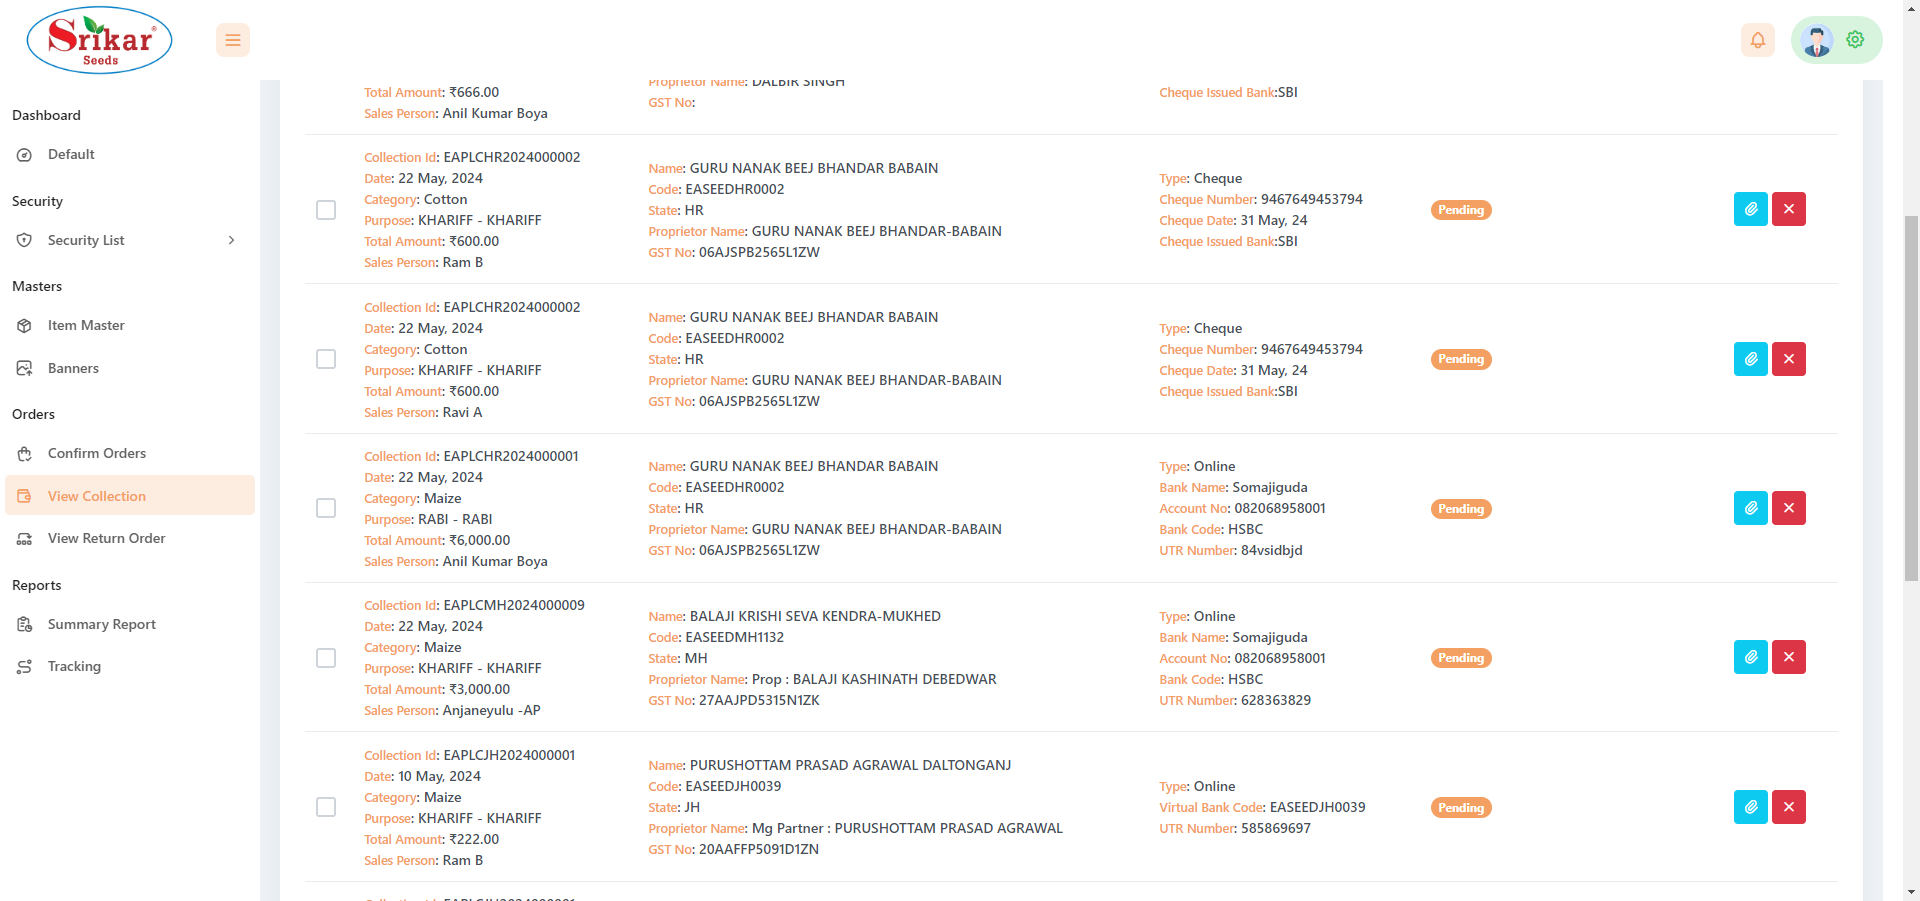 Srikar
Seeds
Dashboard
Default
Security
Security List
Masters
Item Master
Banners
Orders
Confirm Orders
View Collection
View Return Order
Reports
Summary Report
Tracking
Total Amount: ₹666.00
Sales Person: Anil Kumar Boya
Proprietor Name: DALBIR SINGH
GST No:
Cheque Issued Bank:SBI
Collection Id: EAPLCHR2024000002
Date: 22 May, 2024
Category: Cotton
Purpose: KHARIFF - KHARIFF
Total Amount: ₹600.00
Sales Person: Ram B
Name: GURU NANAK BEEJ BHANDAR BABAIN
Code: EASEEDHR0002
State: HR
Proprietor Name: GURU NANAK BEEJ BHANDAR-BABAIN
GST No: 06AJSPB2565L1ZW
Type: Cheque
Cheque Number: 9467649453794
Cheque Date: 31 May, 24
Cheque Issued Bank:SBI
Pending
Collection Id: EAPLCHR2024000002
Date: 22 May, 2024
Category: Cotton
Purpose: KHARIFF - KHARIFF
Total Amount: ₹600.00
Sales Person: Ravi A
Name: GURU NANAK BEEJ BHANDAR BABAIN
Code: EASEEDHR0002
State: HR
Proprietor Name: GURU NANAK BEEJ BHANDAR-BABAIN
GST No: 06AJSPB2565L1ZW
Type: Cheque
Cheque Number: 9467649453794
Cheque Date: 31 May, 24
Cheque Issued Bank:SBI
Pending
Collection Id: EAPLCHR2024000001
Date: 22 May, 2024
Category: Maize
Purpose: RABI - RABI
Total Amount: ₹6,000.00
Sales Person: Anil Kumar Boya
Name: GURU NANAK BEEJ BHANDAR BABAIN
Code: EASEEDHR0002
State: HR
Proprietor Name: GURU NANAK BEEJ BHANDAR-BABAIN
GST No: 06AJSPB2565L1ZW
Type: Online
Bank Name: Somajiguda
Account No: 082068958001
Bank Code: HSBC
UTR Number: 84vsidbjd
Pending
Collection Id: EAPLCMH2024000009
Date: 22 May, 2024
Category: Maize
Purpose: KHARIFF - KHARIFF
Total Amount: ₹3,000.00
Sales Person: Anjaneyulu -AP
Name: BALAJI KRISHI SEVA KENDRA-MUKHED
Code: EASEEDMH1132
State: MH
Proprietor Name: Prop : BALAJI KASHINATH DEBEDWAR
GST No: 27AAJPD5315N1ZK
Type: Online
Bank Name: Somajiguda
Account No: 082068958001
Bank Code: HSBC
UTR Number: 628363829
Pending
Collection Id: EAPLCJH2024000001
Date: 10 May, 2024
Category: Maize
Purpose: KHARIFF - KHARIFF
Total Amount: ₹222.00
Sales Person: Ram B
Name: PURUSHOTTAM PRASAD AGRAWAL DALTONGANJ
Code: EASEEDJH0039
State: JH
Proprietor Name: Mg Partner : PURUSHOTTAM PRASAD AGRAWAL
GST No: 20AAFFP5091D1ZN
Type: Online
Virtual Bank Code: EASEEDJH0039
UTR Number: 585869697
Pending